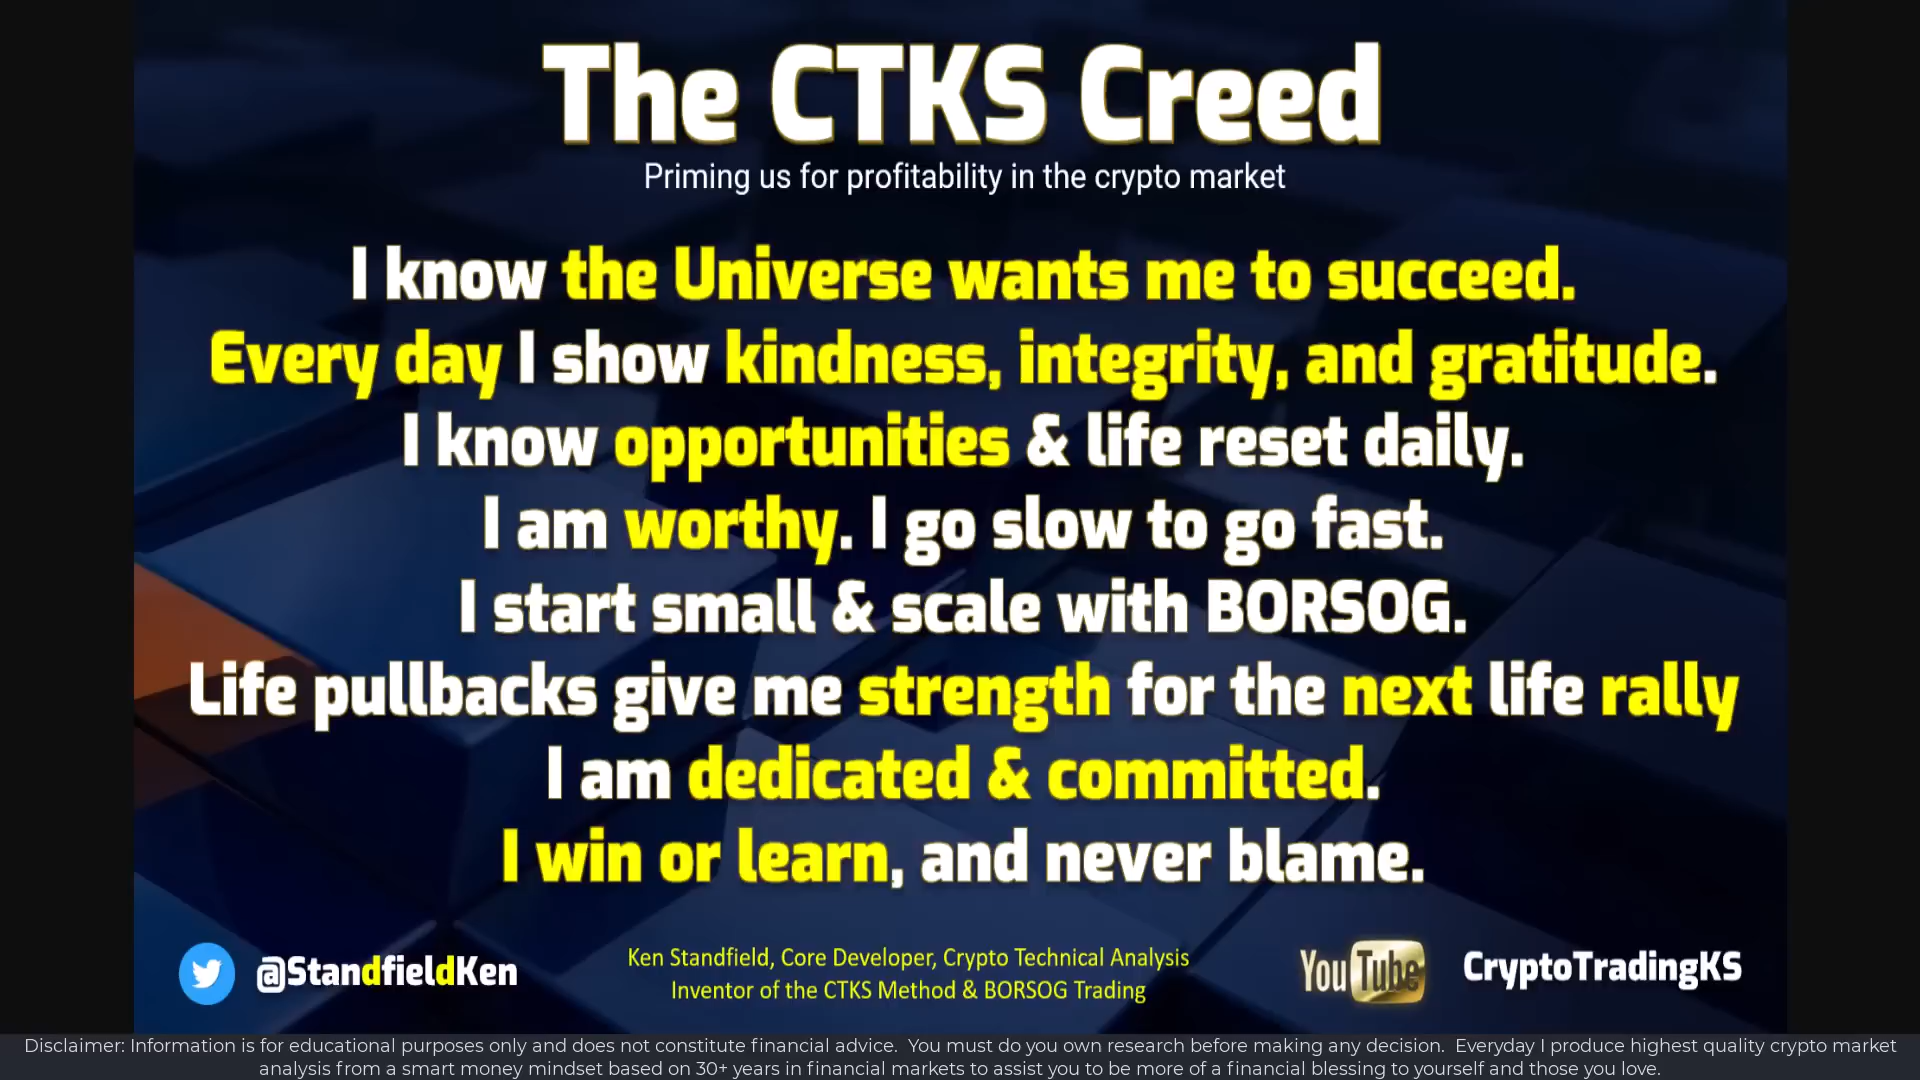 The CTKS Creed
Priming us for profitability in the crypto market
I know the Universe wants me to succeed.
Every day I show kindness, integrity, and gratitude.
I know opportunities & life reset daily.
I am worthy. I go slow to go fast.
I start small & scale with BORSOG.
Life pullbacks give me strength for the next life rally
I am dedicated & committed.
I win or learn, and never blame.
@StandfieldKen
Ken Standfield, Core Developer, Crypto Technical Analysis
Inventor of the CTKS Method & BORSOG Trading
YouTube CryptoTradingKS
Disclaimer: Information is for educational purposes only and does not constitute financial advice.  You must do you own research before making any decision.  Everyday I produce highest quality crypto market
analysis from a smart money mindset based on 30+ years in financial markets to assist you to be more of a financial blessing to yourself and those you love.